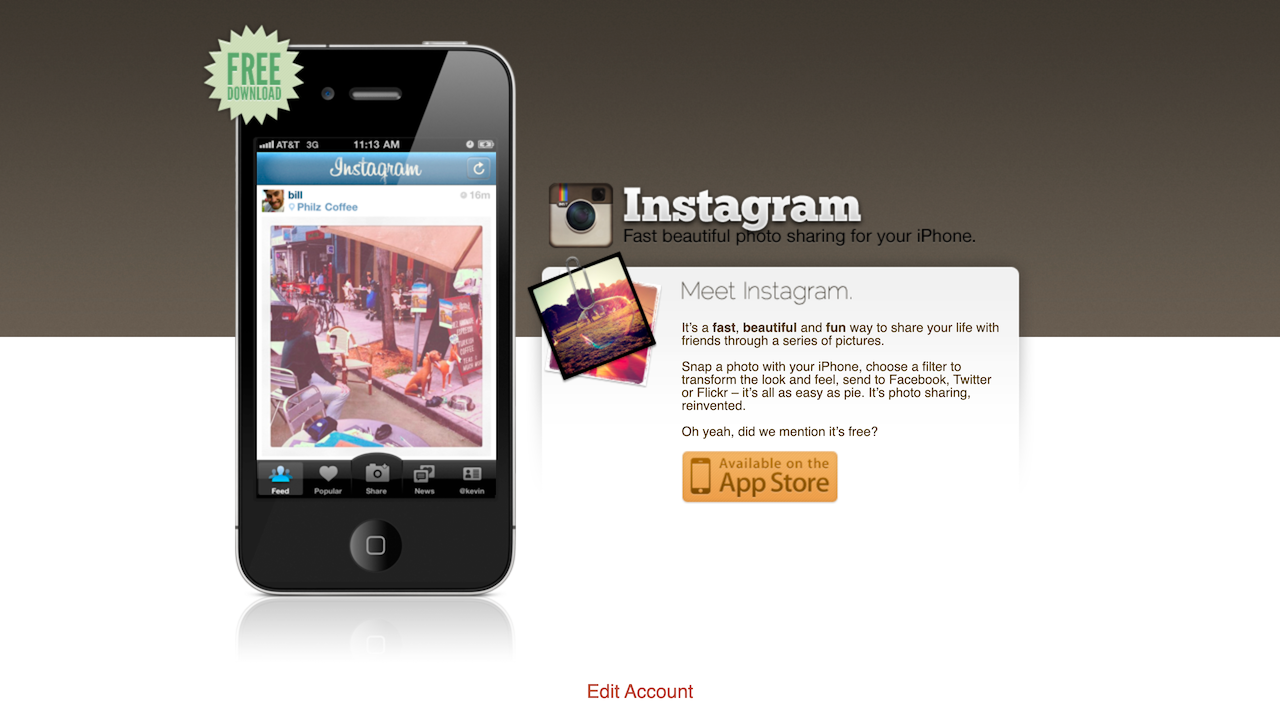 FREE
DOWNLOAD
AT&T 3G 11:13 AM
Instagram
bill
16m
Philz Coffee
Feed Popular Share News @kevin
Instagram
Fast beautiful photo sharing for your iPhone.
Meet Instagram.
It’s a fast, beautiful and fun way to share your life with
friends through a series of pictures.
Snap a photo with your iPhone, choose a filter to
transform the look and feel, send to Facebook, Twitter
or Flickr – it’s all as easy as pie. It’s photo sharing,
reinvented.
Oh yeah, did we mention it’s free?
Available on the
App Store
Edit Account